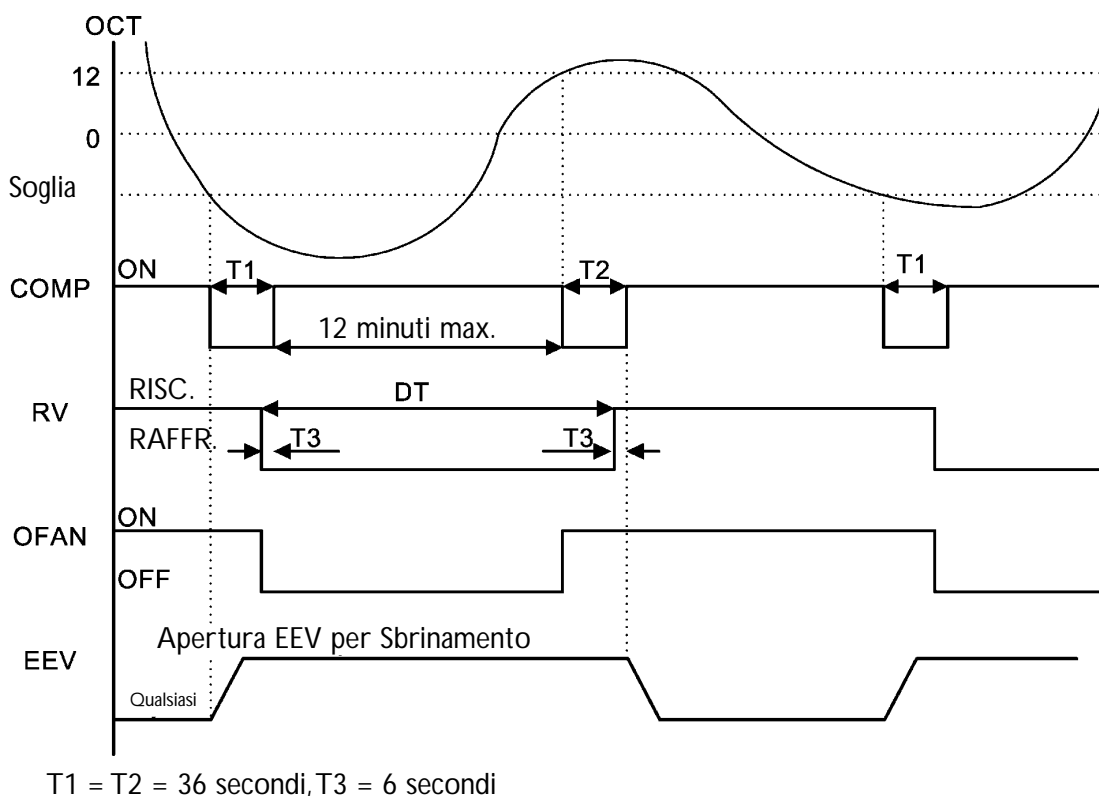 OCT
12
0
Soglia
ON
T1
T2
T1
COMP
12 minuti max.
RISC.
DT
RV
RAFFR.
T3
T3
ON
OFAN
OFF
Apertura EEV per Sbrinamento
EEV
Qualsiasi
T1 = T2 = 36 secondi, T3 = 6 secondi